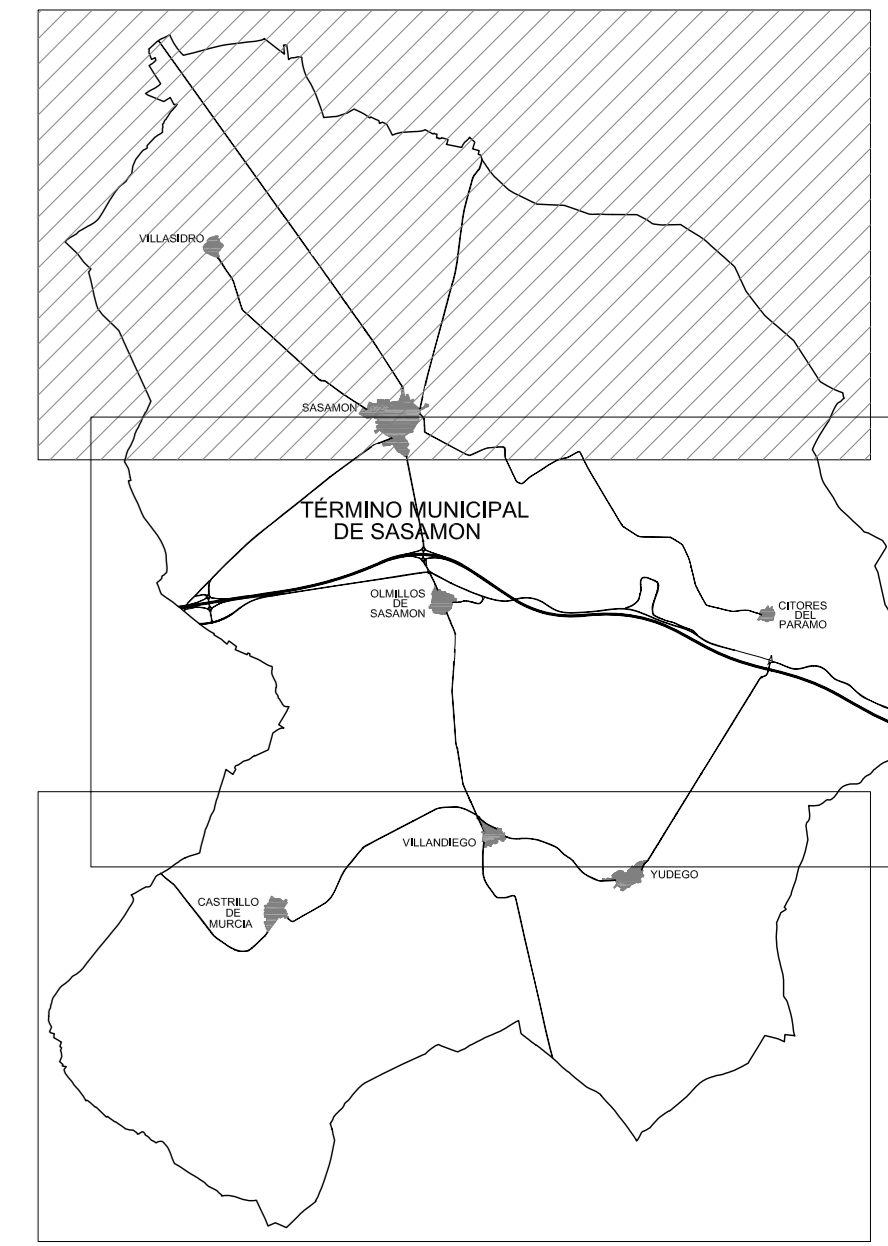 VILLASIDRO
SASAMON
TÉRMINO MUNICIPAL
DE SASAMON
OLMILLOS
DE
SASAMON
CITORES
DEL
PARAMO
VILLANDIEGO
YUDEGO
CASTRILLO
DE
MURCIA